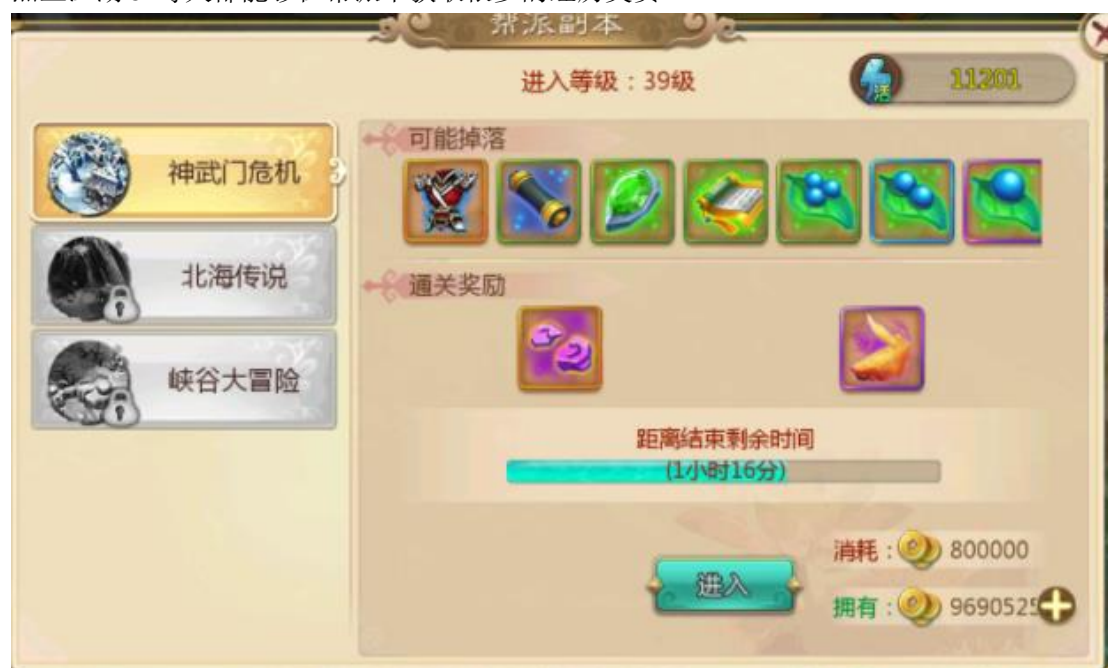 帮派副本
进入等级：39级
活
11201
神武门危机
北海传说
峡谷大冒险
可能掉落
通关奖励
距离结束剩余时间
(1小时16分)
进入
消耗：800000
拥有：9690525